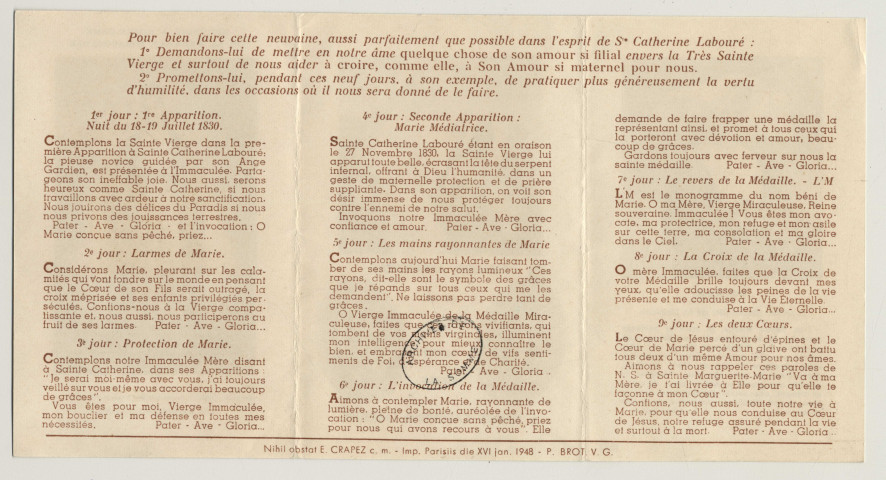 Pour bien faire cette neuvaine, aussi parfaitement que possible dans l'esprit de Ste Catherine Labouré :
1o Demandons-lui de mettre en notre âme quelque chose de son amour si filial envers la Très Sainte
Vierge et surtout de nous aider à croire, comme elle, à Son Amour si maternel pour nous.
2o Promettons-lui, pendant ces neuf jours, à son exemple, de pratiquer plus généreusement la vertu
d'humilité, dans les occasions où il nous sera donné de le faire.
1er jour : 1re Apparition.
Nuit du 18-19 Juillet 1830.
Contemplons la Sainte Vierge dans la pre-
mière Apparition à Sainte Catherine Labouré;
la pieuse novice guidée par son Ange
Gardien, est présentée à l'Immaculée. Parta-
geons son ineffable joie. Nous aussi, serons
heureux comme Sainte Catherine, si nous
travaillons avec ardeur à notre sanctification.
Nous jouirons des délices du Paradis si nous
nous privons des jouissances terrestres.
Pater - Ave - Gloria - et l'invocation : O
Marie conçue sans pêché, priez...
2e jour : Larmes de Marie.
Considérons Marie, pleurant sur les cala-
mités qui vont fondre sur le monde en pensant
que le Cœur de son Fils serait outragé, la
croix méprisée et ses enfants privilégiés per-
sécutés. Confions-nous à la Vierge compa-
tissante et, nous aussi, nous participerons au
fruit de ses larmes. Pater - Ave - Gloria...
3e jour : Protection de Marie.
Contemplons notre Immaculée Mère disant
à Sainte Catherine, dans ses Apparitions :
"Je serai moi-même avec vous, j'ai toujours
veillé sur vous et je vous accorderai beaucoup
de grâces".
Vous êtes pour moi, Vierge Immaculée,
mon bouclier et ma défense en toutes mes
nécessités. Pater - Ave - Gloria...
4e jour : Seconde Apparition :
Marie Médiatrice.
Sainte Catherine Labouré étant en oraison
le 27 Novembre 1830, la Sainte Vierge lui
apparut toute belle, écrasant la tête du serpent
infernal, offrant à Dieu l'humanité, dans un
geste de maternelle protection et de prière
suppliante. Dans son apparition, on voit son
désir immense de nous protéger toujours
contre l'ennemi de notre salut.
Invoquons notre Immaculée Mère avec
confiance et amour. Pater - Ave - Gloria...
5e jour : Les mains rayonnantes de Marie
Contemplons aujourd'hui Marie faisant tom-
ber de ses mains les rayons lumineux "Ces
rayons, dit-elle sont le symbole des grâces
que je répands sur tous ceux qui me les
demandent". Ne laissons pas perdre tant de
grâces.
O Vierge Immaculée de la Médaille Mira-
culeuse, faites que ces rayons vivifiants, qui
tombent de vos mains virginales, illuminent
mon intelligence pour mieux connaître le
bien, et embrasent mon cœur de vifs senti-
ments de Foi, d'Espérance et de Charité.
Pater - Ave - Gloria...
6e jour : L'invocation de la Médaille.
Aimons à contempler Marie, rayonnante de
lumière, pleine de bonté, auréolée de l'invo-
cation : "O Marie conçue sans pêché, priez
pour nous qui avons recours à vous". Elle
demande de faire frapper une médaille la
représentant ainsi, et promet à tous ceux qui
la porteront avec dévotion et amour, beau-
coup de grâces.
Gardons toujours avec ferveur sur nous la
sainte médaille. Pater - Ave - Gloria...
7e jour : Le revers de la Médaille. - L'M
L'M est le monogramme du nom béni de
Marie. O ma Mère, Vierge Miraculeuse, Reine
souveraine, Immaculée ! Vous êtes mon avo-
cate, ma protectrice, mon refuge et mon asile
sur cette terre, ma consolation et ma gloire
dans le Ciel. Pater - Ave - Gloria...
8e jour : La Croix de la Médaille.
O mère Immaculée, faites que la Croix de
votre Médaille brille toujours devant mes
yeux, qu'elle adoucisse les peines de la vie
présente et me conduise à la Vie Eternelle.
Pater - Ave - Gloria...
9e jour : Les deux Cœurs.
Le Cœur de Jésus entouré d'épines et le
Cœur de Marie percé d'un glaive ont battu
tous deux d'un même Amour pour nos âmes.
Aimons à nous rappeler ces paroles de
N. S. à Sainte Marguerite-Marie "Va à ma
Mère, je t'ai livrée à Elle pour qu'elle te
façonne à mon Cœur".
Confions, nous aussi, toute notre vie à
Marie, pour qu'elle nous conduise au Cœur
de Jésus, notre refuge assuré pendant la vie
et surtout à la mort. Pater - Ave - Gloria...
Nihil obstat E. CRAPEZ c. m. - Imp. Parisiis die XVI jan. 1948 - P. BROT. V. G.